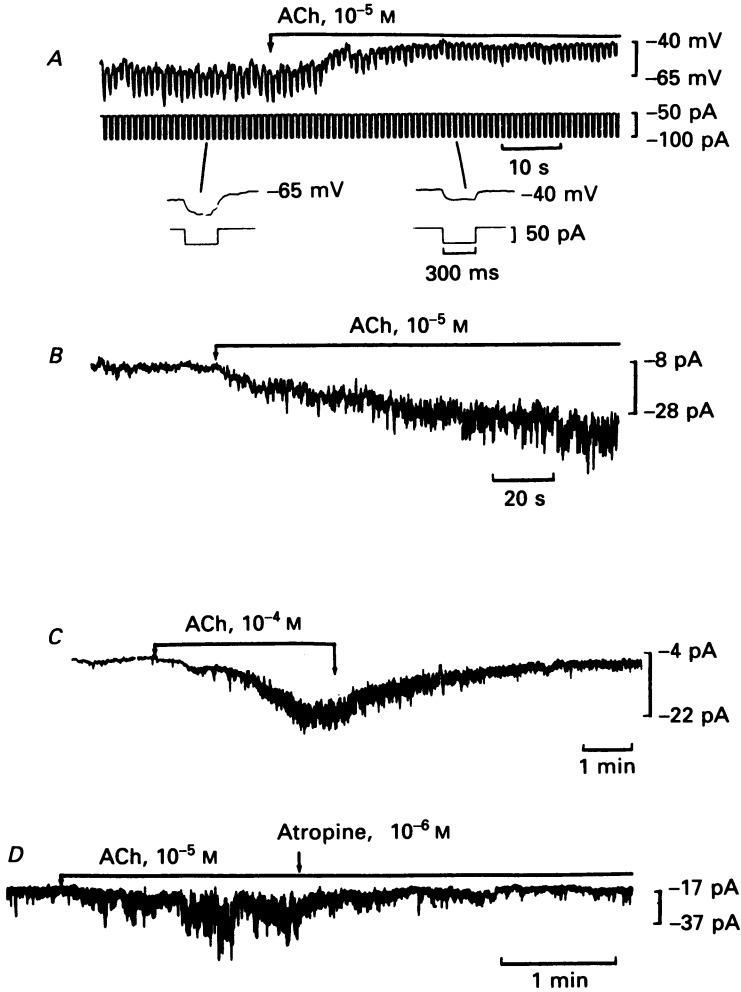 ACh, 10⁻⁵ M
A
−40 mV
−65 mV
−50 pA
−100 pA
10 s
−65 mV
−40 mV
50 pA
300 ms
ACh, 10⁻⁵ M
B
−8 pA
−28 pA
20 s
ACh, 10⁻⁴ M
C
−4 pA
−22 pA
1 min
Atropine, 10⁻⁶ M
D
ACh, 10⁻⁵ M
−17 pA
−37 pA
1 min